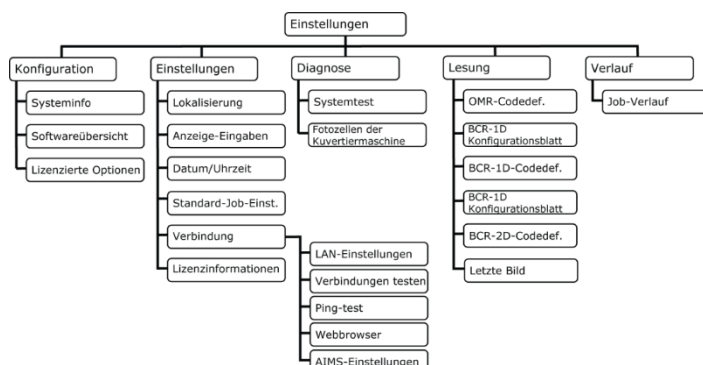 Einstellungen
Konfiguration
Systeminfo
Softwareübersicht
Lizenzierte Optionen
Einstellungen
Lokalisierung
Anzeige-Eingaben
Datum/Uhrzeit
Standard-Job-Einst.
Verbindung
LAN-Einstellungen
Verbindungen testen
Ping-test
Webbrowser
AIMS-Einstellungen
Lizenzinformationen
Diagnose
Systemtest
Fotozellen der
Kuvertiermaschine
Lesung
OMR-Codedef.
BCR-1D
Konfigurationsblatt
BCR-1D-Codedef.
BCR-1D
Konfigurationsblatt
BCR-2D-Codedef.
Letzte Bild
Verlauf
Job-Verlauf